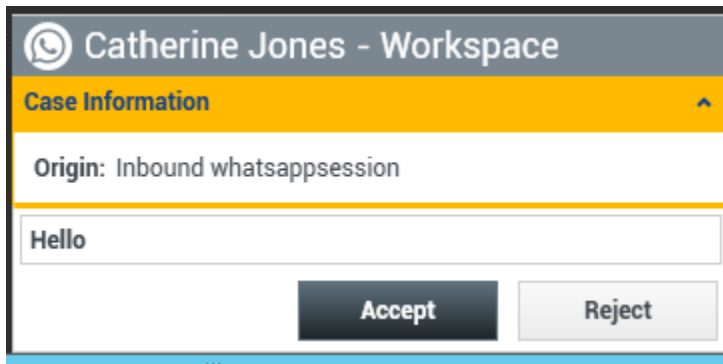 Catherine Jones - Workspace
Case Information
Origin: Inbound whatsappsession
Hello
Accept Reject